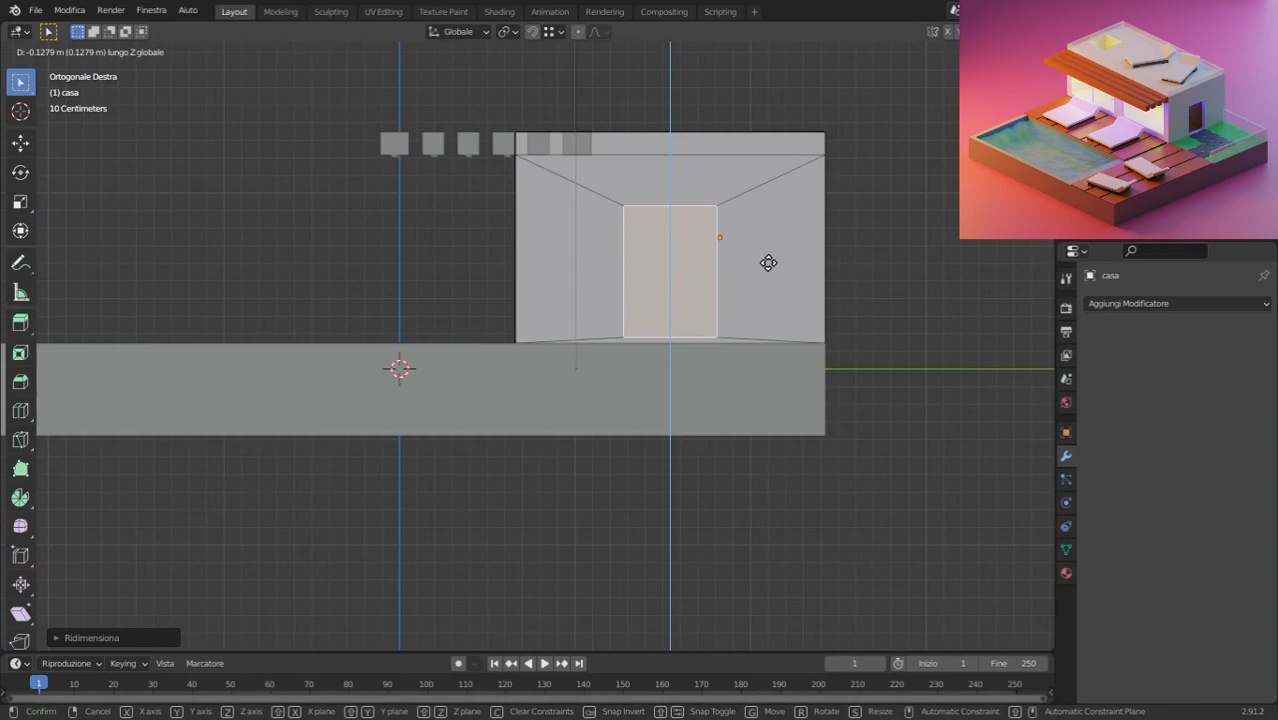 File Modifica Render Finestra Aiuto Layout Modeling Sculpting UV Editing Texture Paint Shading Animation Rendering Compositing Scripting +
Globale X
D: -0.1279 m (0.1279 m) lungo Z globale
Ortogonale Destra
(1) casa
10 Centimeters
casa
Aggiungi Modificatore
Ridimensiona
Riproduzione Keying Vista Marcatore 1 Inizio 1 Fine 250
1 10 20 30 40 50 60 70 80 90 100 110 120 130 140 150 160 170 180 190 200 210 220 230 240 250
Confirm Cancel X X axis Y Y axis Z Z axis X X plane Y Y plane Z Z plane C Clear Constraints Snap Invert Snap Toggle G Move R Rotate S Resize Automatic Constraint Automatic Constraint Plane 2.91.2